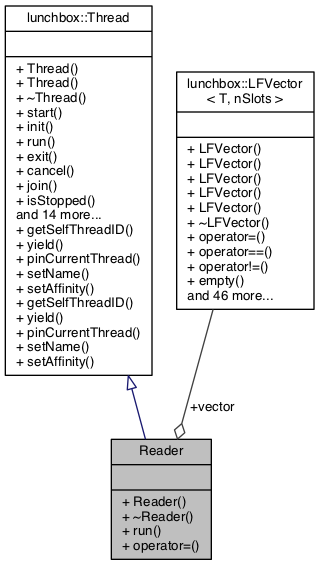 lunchbox::Thread
+ Thread()
+ Thread()
+ ~Thread()
+ start()
+ init()
+ run()
+ exit()
+ cancel()
+ join()
+ isStopped()
and 14 more...
+ getSelfThreadID()
+ yield()
+ pinCurrentThread()
+ setName()
+ setAffinity()
+ getSelfThreadID()
+ yield()
+ pinCurrentThread()
+ setName()
+ setAffinity()
lunchbox::LFVector
< T, nSlots >
+ LFVector()
+ LFVector()
+ LFVector()
+ LFVector()
+ LFVector()
+ ~LFVector()
+ operator=()
+ operator==()
+ operator!=()
+ empty()
and 46 more...
+vector
Reader
+ Reader()
+ ~Reader()
+ run()
+ operator=()